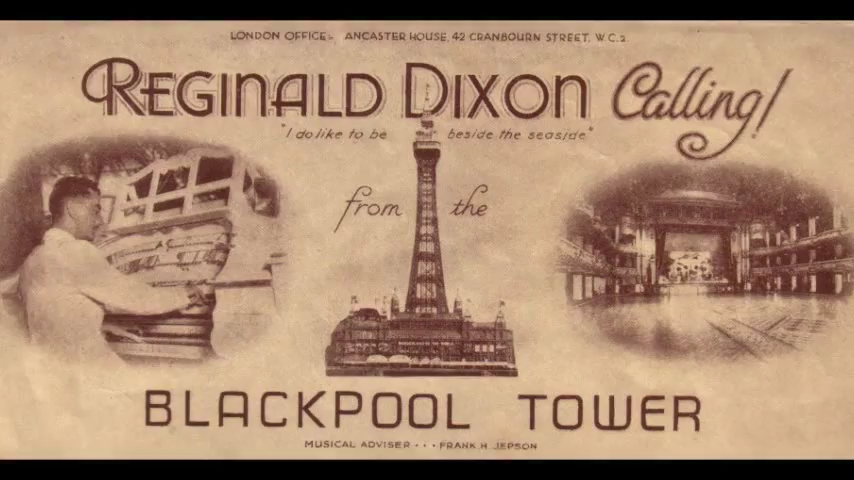 LONDON OFFICE:- ANCASTER HOUSE, 42 CRANBOURN STREET, W.C.2.
REGINALD DIXON Calling!
"I do like to be beside the seaside"
from the
BLACKPOOL TOWER
MUSICAL ADVISER · · · FRANK H. JEPSON